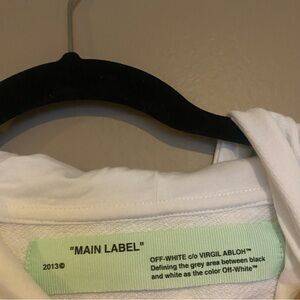 "MAIN LABEL"
2013©
OFF-WHITE c/o VIRGIL ABLOH™
Defining the grey area between black
and white as the color Off-White™